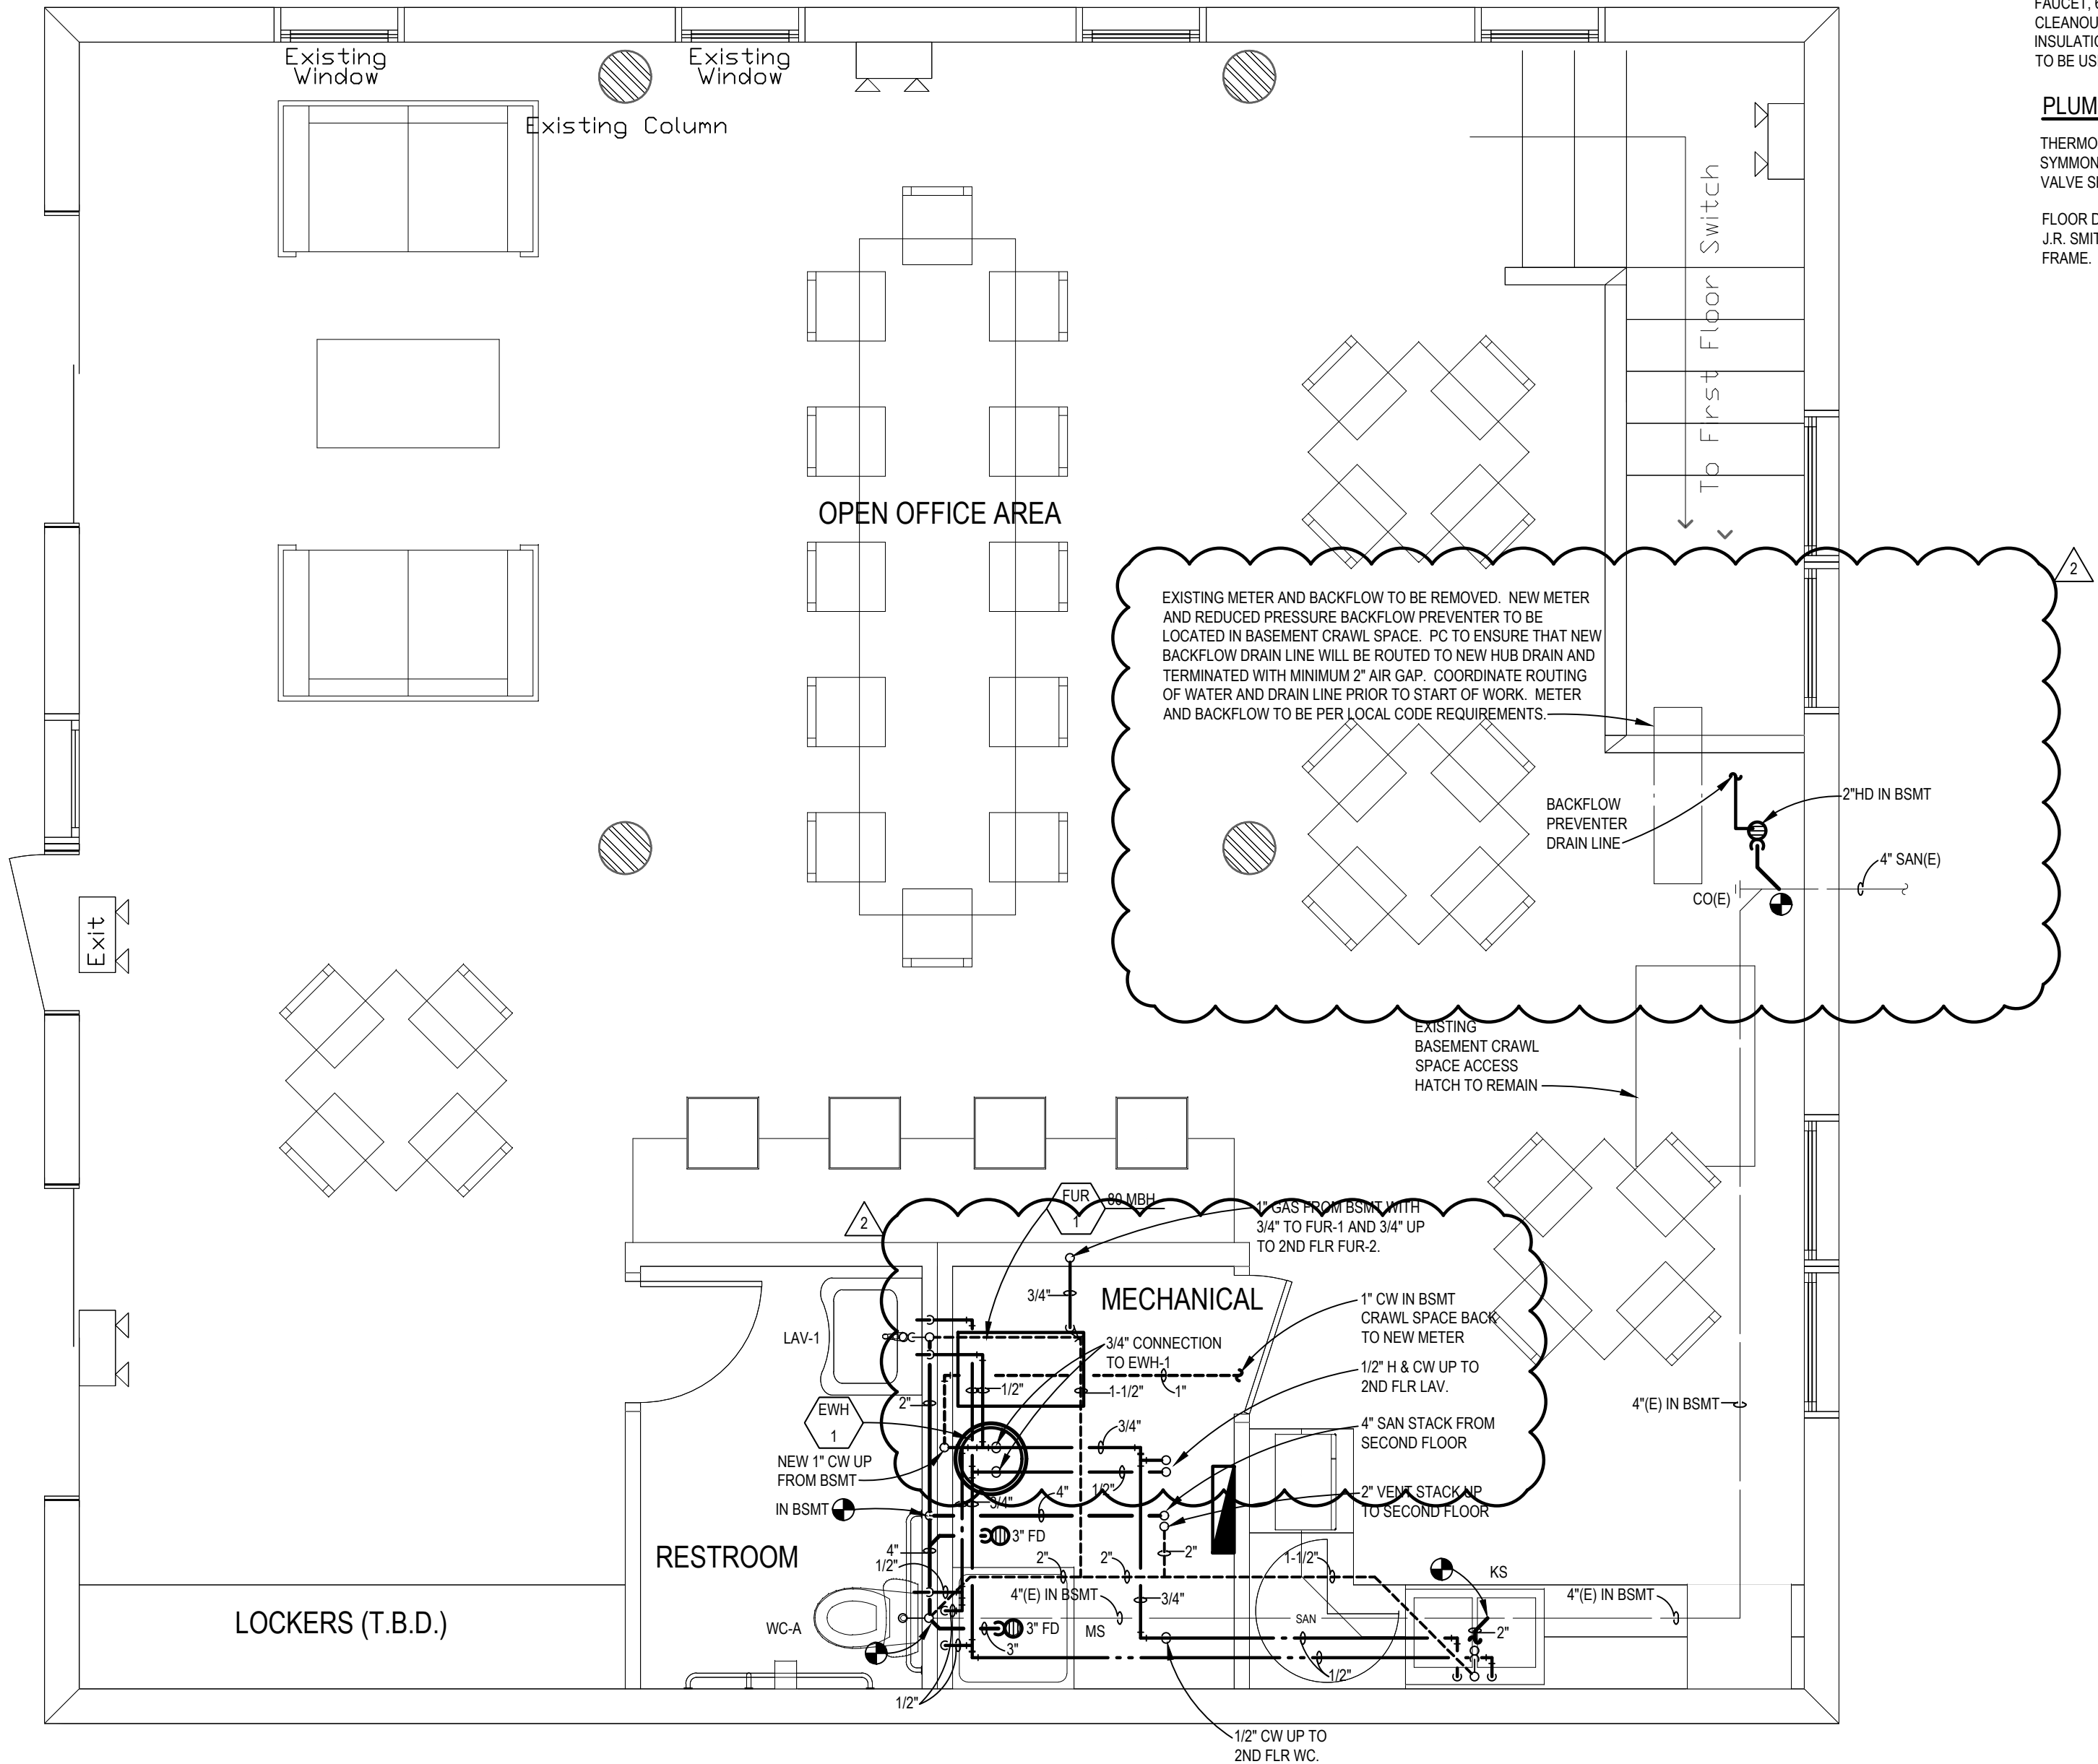 FAUCET,
CLEANOU
INSULATIO
TO BE US
PLUM
THERMO
SYMMON
VALVE S
FLOOR D
J.R. SMIT
FRAME.
Existing
Window
Existing
Window
Existing Column
To First Floor Switch
OPEN OFFICE AREA
2
EXISTING METER AND BACKFLOW TO BE REMOVED. NEW METER
AND REDUCED PRESSURE BACKFLOW PREVENTER TO BE
LOCATED IN BASEMENT CRAWL SPACE. PC TO ENSURE THAT NEW
BACKFLOW DRAIN LINE WILL BE ROUTED TO NEW HUB DRAIN AND
TERMINATED WITH MINIMUM 2" AIR GAP. COORDINATE ROUTING
OF WATER AND DRAIN LINE PRIOR TO START OF WORK. METER
AND BACKFLOW TO BE PER LOCAL CODE REQUIREMENTS.
BACKFLOW
PREVENTER
DRAIN LINE
2"HD IN BSMT
4" SAN(E)
CO(E)
Exit
EXISTING
BASEMENT CRAWL
SPACE ACCESS
HATCH TO REMAIN
FUR
1
80 MBH
2
1" GAS FROM BSMT WITH
3/4" TO FUR-1 AND 3/4" UP
TO 2ND FLR FUR-2.
3/4"
MECHANICAL
1" CW IN BSMT
CRAWL SPACE BACK
TO NEW METER
LAV-1
3/4" CONNECTION
TO EWH-1
1/2" H & CW UP TO
2ND FLR LAV.
1/2"
1-1/2"
1"
2"
4"(E) IN BSMT
EWH
1
3/4"
4" SAN STACK FROM
SECOND FLOOR
NEW 1" CW UP
FROM BSMT
1/2"
2" VENT STACK UP
TO SECOND FLOOR
3/4"
4"
IN BSMT
3" FD
4"
RESTROOM
1/2"
2"
2"
2"
1-1/2"
KS
4"(E) IN BSMT
3/4"
4"(E) IN BSMT
LOCKERS (T.B.D.)
WC-A
3" FD
MS
SAN
2"
3"
1/2"
1/2"
1/2" CW UP TO
2ND FLR WC.